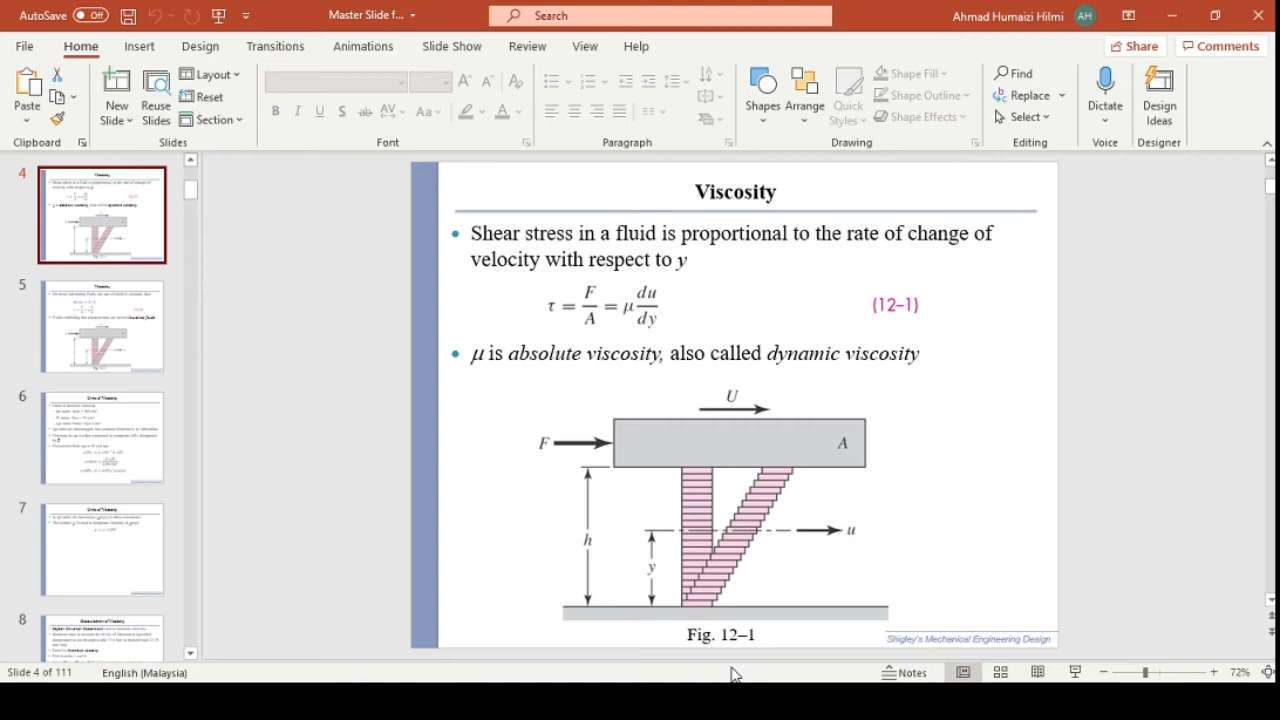 AutoSave Off Master Slide f... Search Ahmad Humaizi Hilmi AH
File Home Insert Design Transitions Animations Slide Show Review View Help Share Comments
Paste
New Slide
Reuse Slides
Layout
Reset
Section
B I U S ab AV Aa A
Shapes
Arrange
Quick Styles
Shape Fill
Shape Outline
Shape Effects
Find
Replace
Select
Dictate
Design Ideas
Clipboard Slides Font Paragraph Drawing Editing Voice Designer
4
5
6
7
8
Viscosity
Shear stress in a fluid is proportional to the rate of change of
velocity with respect to y
τ = F/A = μ du/dy (12–1)
μ is absolute viscosity, also called dynamic viscosity
U
F
A
h
y
u
Fig. 12–1
Shigley's Mechanical Engineering Design
Slide 4 of 111 English (Malaysia) Notes 72%